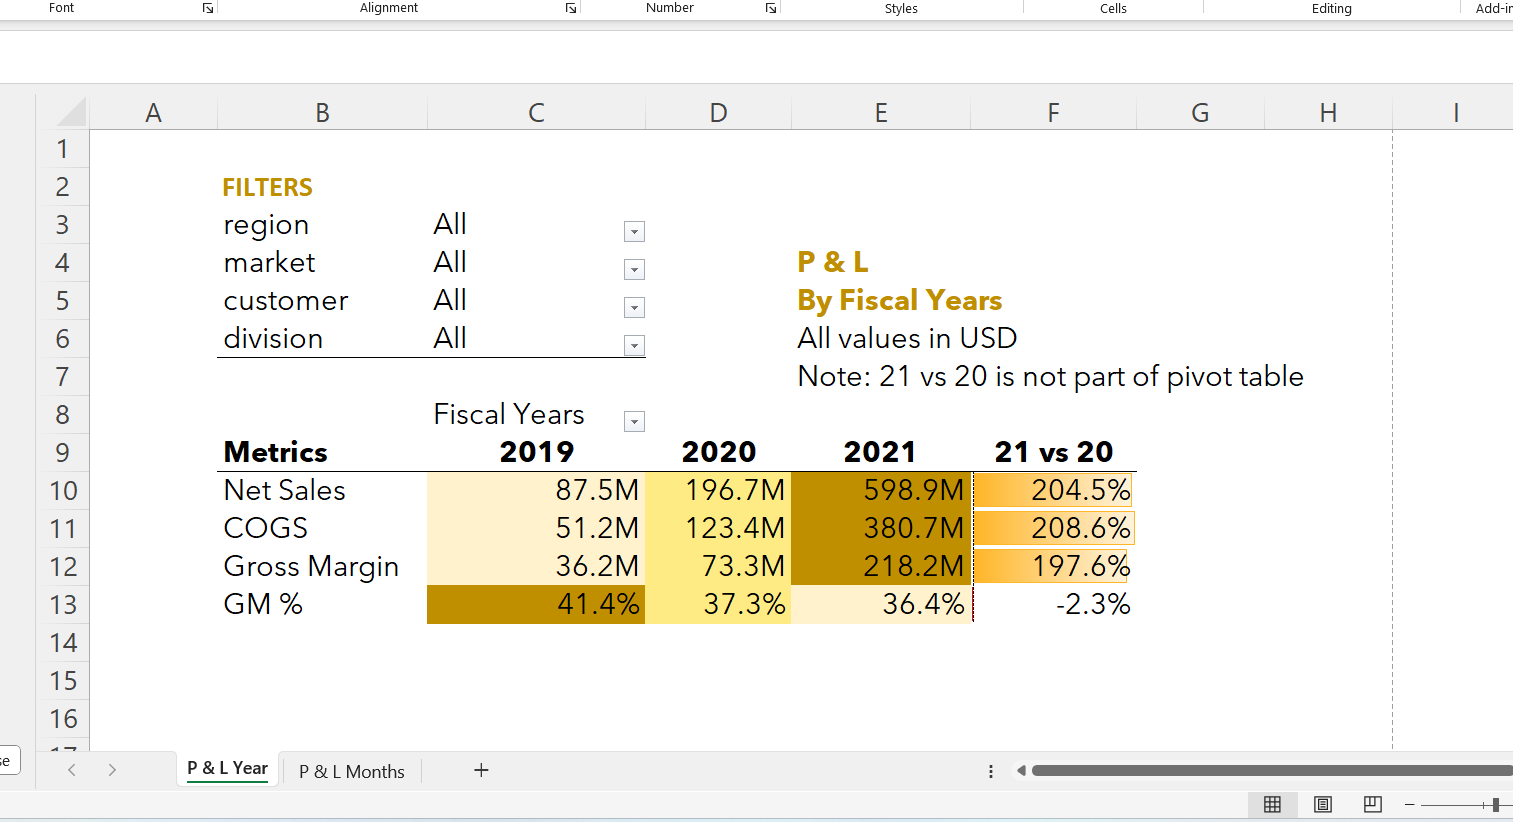 Font Alignment Number Styles Cells Editing Add-in
A B C D E F G H I
1
2 FILTERS
3 region All
4 market All P & L
5 customer All By Fiscal Years
6 division All All values in USD
7 Note: 21 vs 20 is not part of pivot table
8 Fiscal Years
9 Metrics 2019 2020 2021 21 vs 20
10 Net Sales 87.5M 196.7M 598.9M 204.5%
11 COGS 51.2M 123.4M 380.7M 208.6%
12 Gross Margin 36.2M 73.3M 218.2M 197.6%
13 GM % 41.4% 37.3% 36.4% -2.3%
14
15
16
17
se P & L Year P & L Months